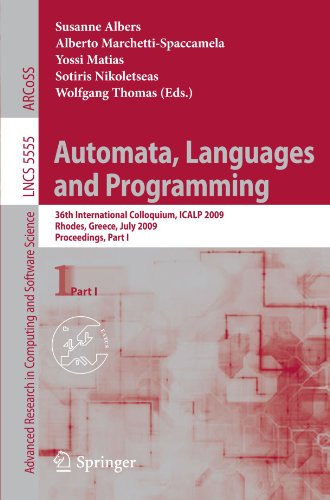 Susanne Albers
Alberto Marchetti-Spaccamela
Yossi Matias
Sotiris Nikoletseas
Wolfgang Thomas (Eds.)
LNCS 5555
ARCoSS
Advanced Research in Computing and Software Science
Automata, Languages
and Programming
36th International Colloquium, ICALP 2009
Rhodes, Greece, July 2009
Proceedings, Part I
1 Part I
Springer